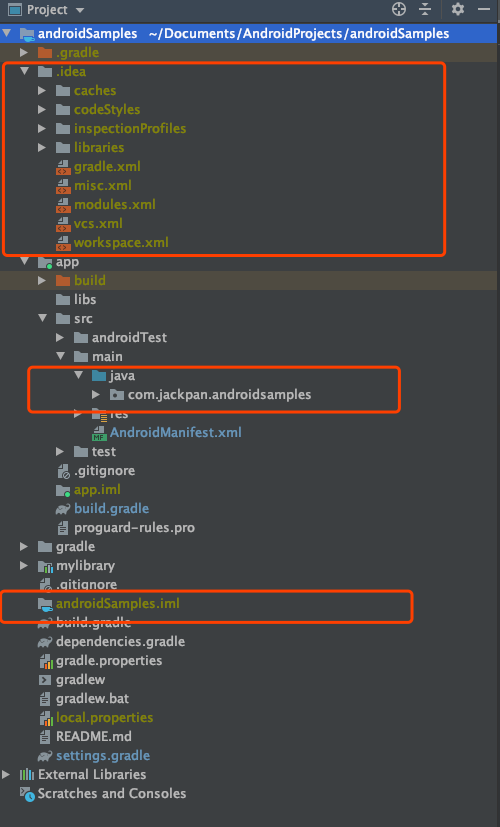 Project
androidSamples ~/Documents/AndroidProjects/androidSamples
.gradle
.idea
caches
codeStyles
inspectionProfiles
libraries
gradle.xml
misc.xml
modules.xml
vcs.xml
workspace.xml
app
build
libs
src
androidTest
main
java
com.jackpan.androidsamples
res
AndroidManifest.xml
test
.gitignore
app.iml
build.gradle
proguard-rules.pro
gradle
mylibrary
.gitignore
androidSamples.iml
build.gradle
dependencies.gradle
gradle.properties
gradlew
gradlew.bat
local.properties
README.md
settings.gradle
External Libraries
Scratches and Consoles